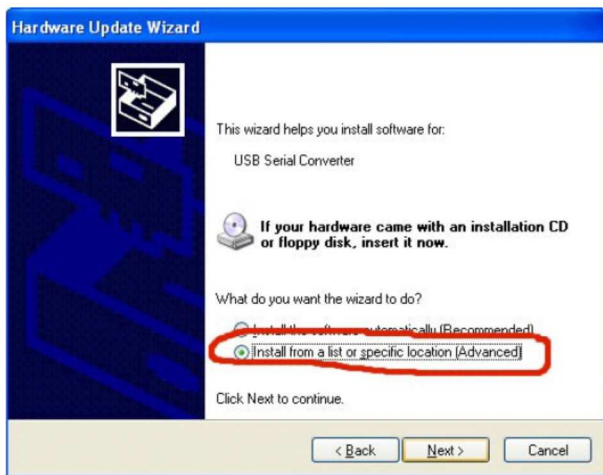 Hardware Update Wizard
This wizard helps you install software for:
USB Serial Converter
If your hardware came with an installation CD
or floppy disk, insert it now.
What do you want the wizard to do?
Install the software automatically (Recommended)
Install from a list or specific location (Advanced)
Click Next to continue.
< Back Next > Cancel